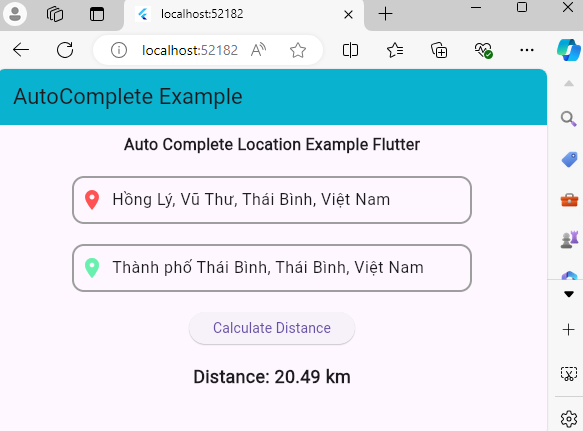 localhost:52182
localhost:52182
AutoComplete Example
Auto Complete Location Example Flutter
Hồng Lý, Vũ Thư, Thái Bình, Việt Nam
Thành phố Thái Bình, Thái Bình, Việt Nam
Calculate Distance
Distance: 20.49 km